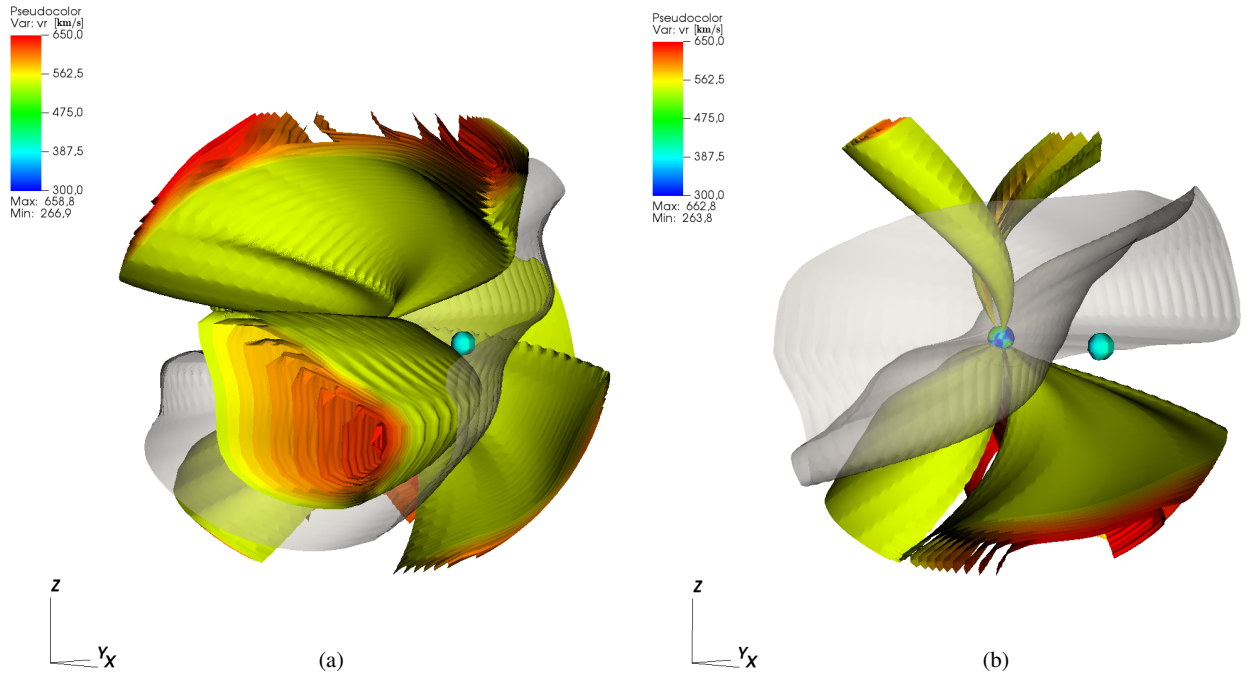 Pseudocolor
Var: vr [km/s]
650,0
562,5
475,0
387,5
300,0
Max: 658,8
Min: 266,9
Z
Y
X
(a)
Pseudocolor
Var: vr [km/s]
650,0
562,5
475,0
387,5
300,0
Max: 662,8
Min: 263,8
Z
Y
X
(b)